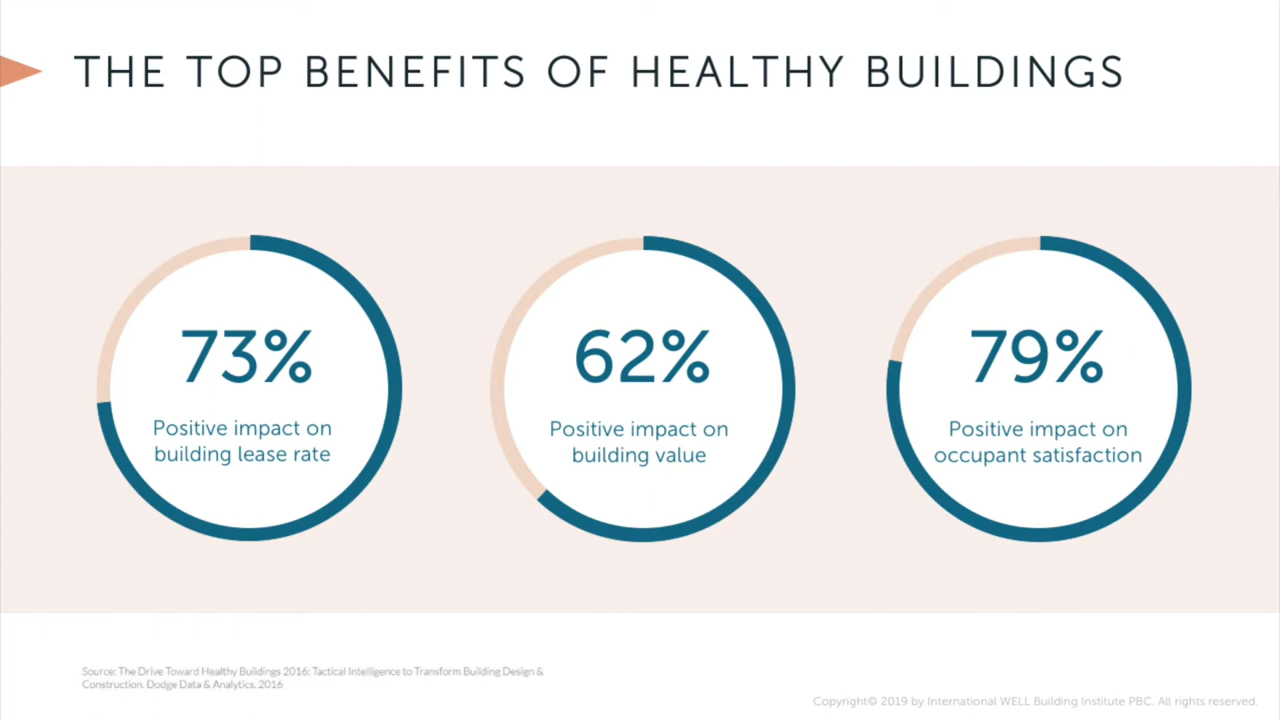 THE TOP BENEFITS OF HEALTHY BUILDINGS
73%
Positive impact on
building lease rate
62%
Positive impact on
building value
79%
Positive impact on
occupant satisfaction
Source: The Drive Toward Healthy Buildings 2016: Tactical Intelligence to Transform Building Design &
Construction. Dodge Data & Analytics. 2016
Copyright© 2019 by International WELL Building Institute PBC. All rights reserved.